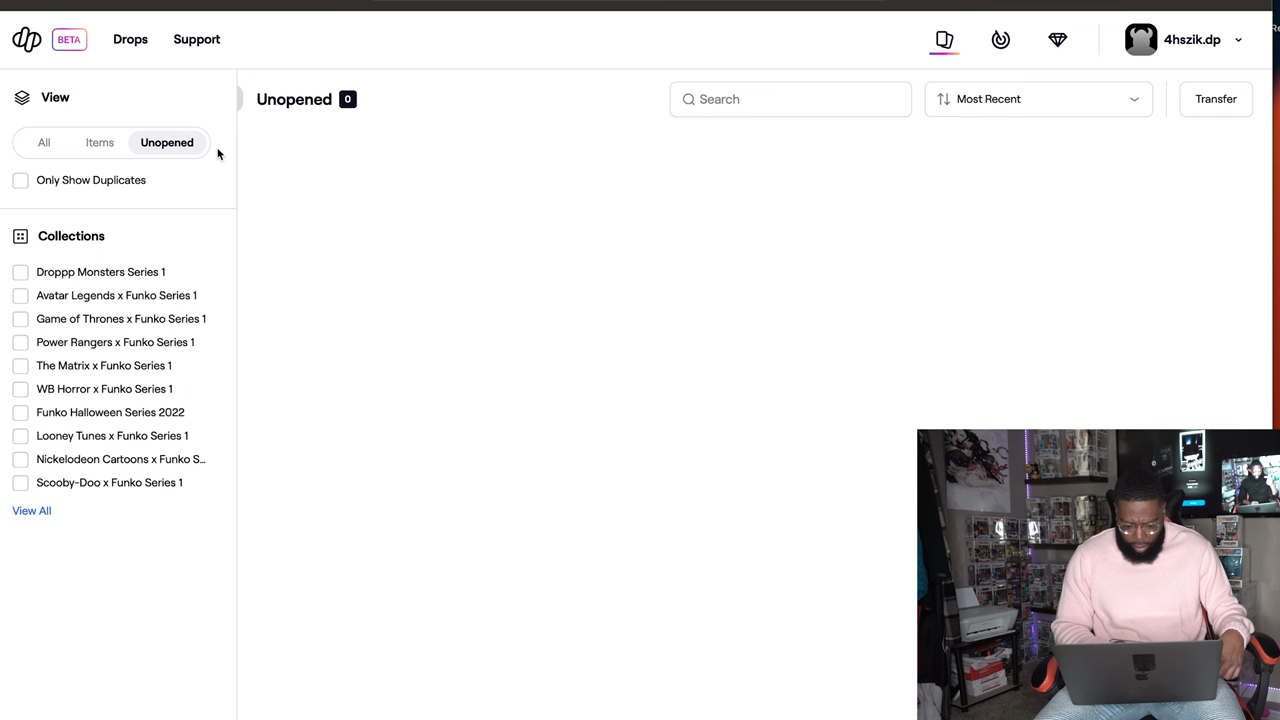 BETA
Drops
Support
4hszik.dp
View
All
Items
Unopened
Only Show Duplicates
Collections
Droppp Monsters Series 1
Avatar Legends x Funko Series 1
Game of Thrones x Funko Series 1
Power Rangers x Funko Series 1
The Matrix x Funko Series 1
WB Horror x Funko Series 1
Funko Halloween Series 2022
Looney Tunes x Funko Series 1
Nickelodeon Cartoons x Funko S...
Scooby-Doo x Funko Series 1
View All
Unopened 0
Search
Most Recent
Transfer